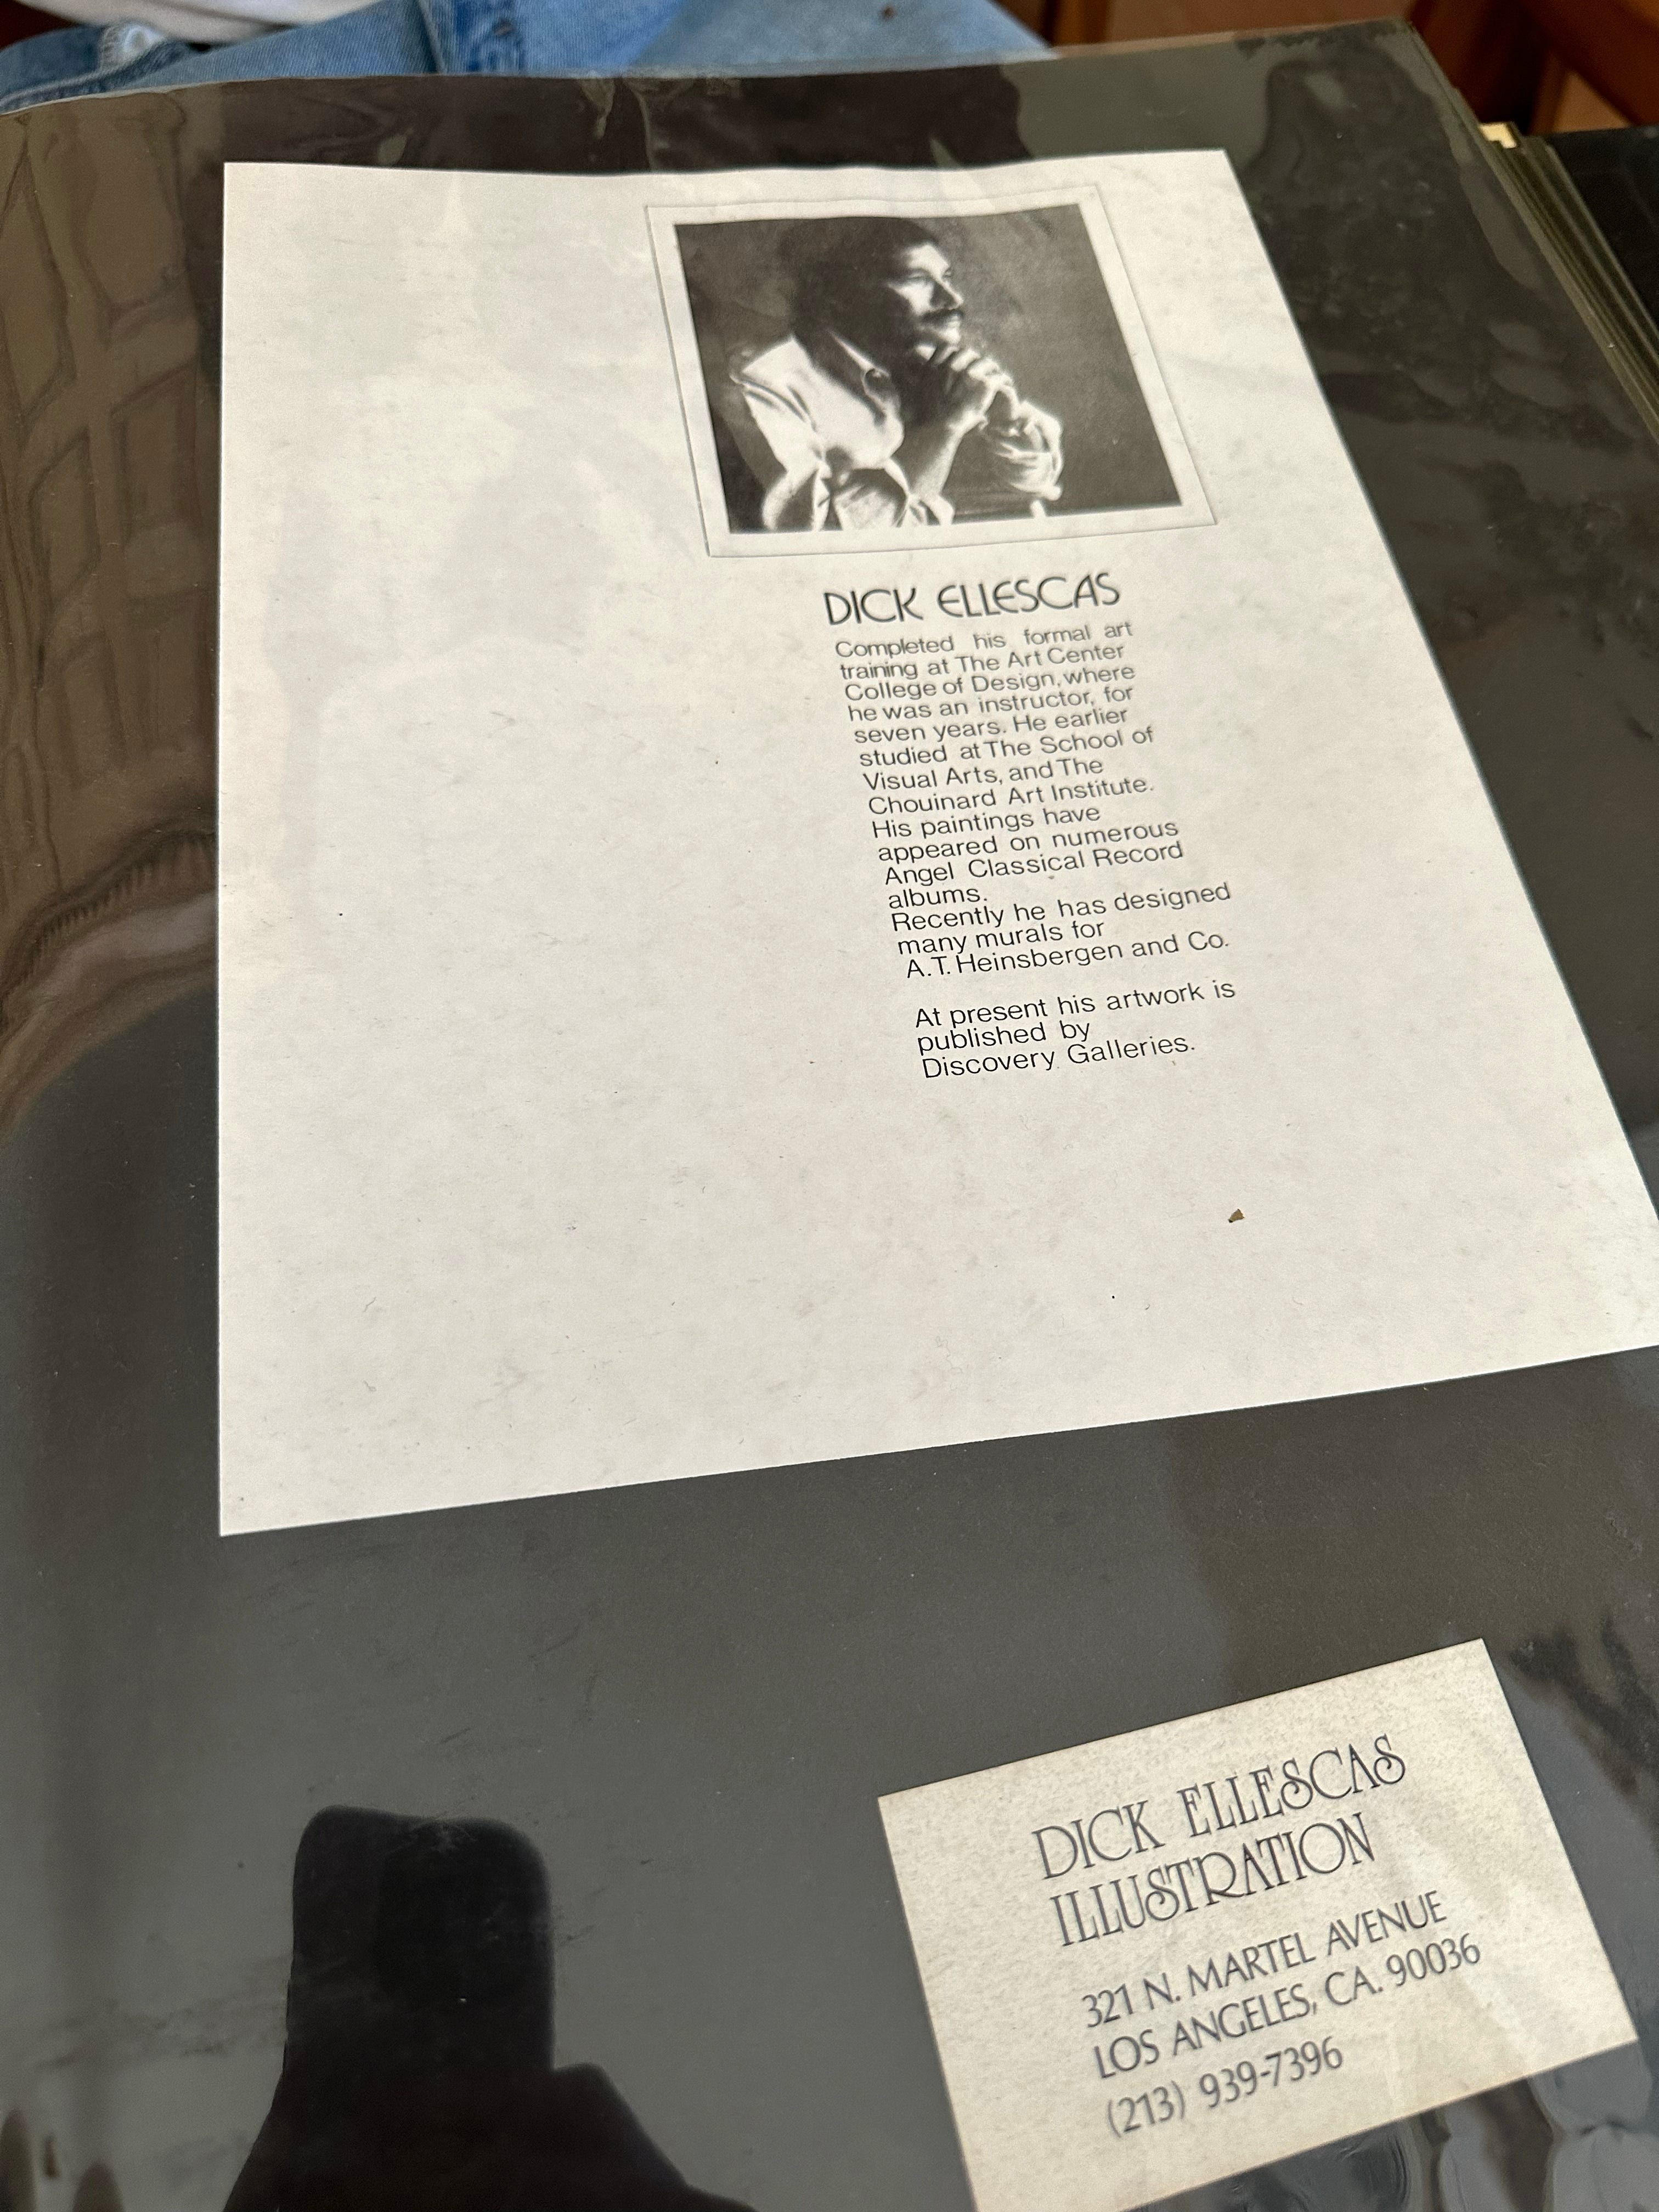 DICK ELLESCAS
Completed his formal art
training at The Art Center
College of Design, where
he was an instructor, for
seven years. He earlier
studied at The School of
Visual Arts, and The
Chouinard Art Institute.
His paintings have
appeared on numerous
Angel Classical Record
albums.
Recently he has designed
many murals for
A.T. Heinsbergen and Co.
At present his artwork is
published by
Discovery Galleries.
DICK ELLESCAS
ILLUSTRATION
321 N. MARTEL AVENUE
LOS ANGELES, CA. 90036
(213) 939-7396